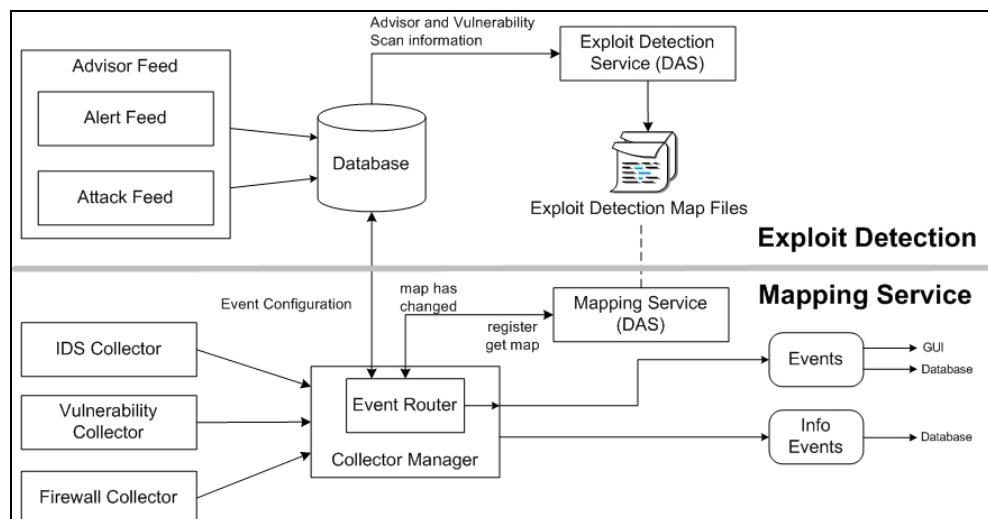 Advisor Feed
Alert Feed
Attack Feed
Database
Advisor and Vulnerability
Scan information
Exploit Detection
Service (DAS)
Exploit Detection Map Files
Exploit Detection
Mapping Service
Event Configuration
map has
changed
register
get map
Mapping Service
(DAS)
IDS Collector
Vulnerability
Collector
Firewall Collector
Event Router
Collector Manager
Events
GUI
Database
Info
Events
Database